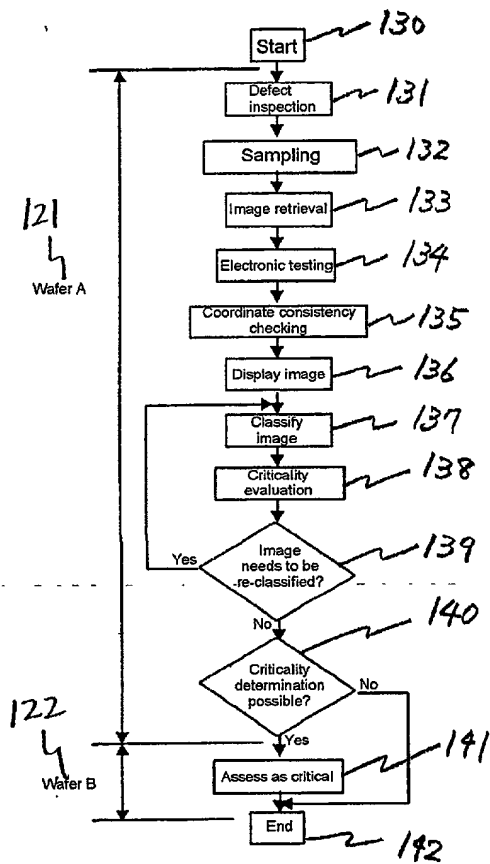 Start
130
Defect
inspection
131
Sampling
132
Image retrieval
133
121
Wafer A
Electronic testing
134
Coordinate consistency
checking
135
Display image
136
Classify
image
137
Criticality
evaluation
138
Image
needs to be
re-classified?
139
Yes
No
140
Criticality
determination
possible?
No
122
Wafer B
Yes
141
Assess as critical
End
142